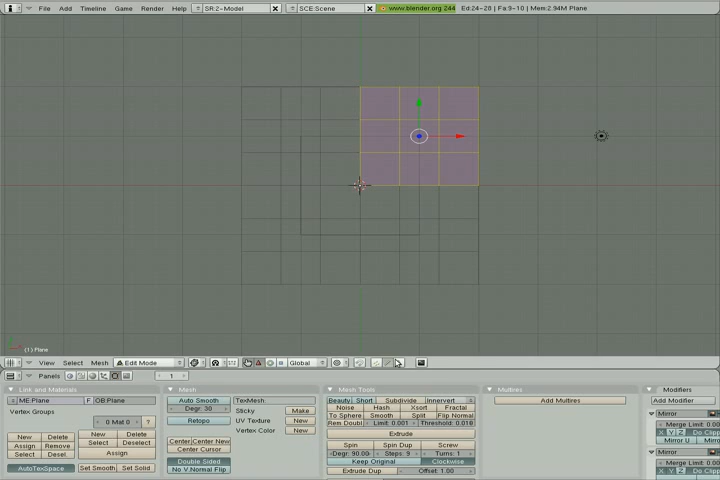 File Add Timeline Game Render Help SR:2-Model SCE:Scene www.blender.org 244 Ed:24-28 | Fa:9-10 | Mem:2.94M Plane
(1) Plane
View Select Mesh Edit Mode Global
Panels 1
Link and Materials Mesh Mesh Tools Multires Modifiers
ME:Plane F OB:Plane Auto Smooth TexMesh Beauty Short Subdivide Innervert Add Multires Add Modifier
Vertex Groups Degr: 30 Sticky Make Noise Hash Xsort Fractal Mirror
0 Mat 0 ? Retopo UV Texture New To Sphere Smooth Split Flip Normal Merge Limit: 0.00
Vertex Color New Rem Doubl Limit: 0.001 Threshold: 0.010 X Y Z Do Clip
New Delete New Delete Extrude Mirror U Mirro
Assign Remove Select Deselect Center Center New Spin Spin Dup Screw Mirror
Select Desel. Assign Center Cursor Degr: 90.00 Steps: 9 Turns: 1 Merge Limit: 0.00
AutoTexSpace Set Smooth Set Solid Double Sided Keep Original Clockwise X Y Z Do Clip
No V.Normal Flip Extrude Dup Offset: 1.00